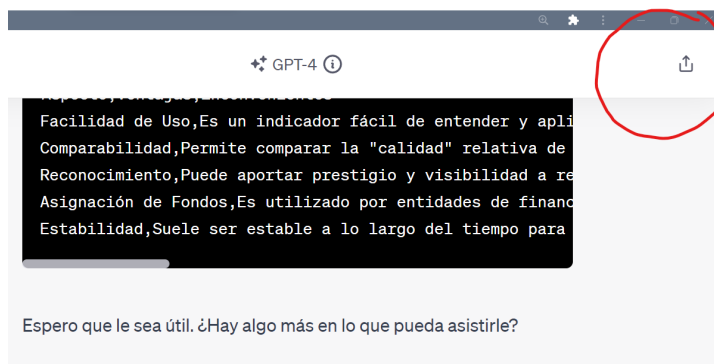 GPT-4
Facilidad de Uso,Es un indicador fácil de entender y apli
Comparabilidad,Permite comparar la "calidad" relativa de
Reconocimiento,Puede aportar prestigio y visibilidad a re
Asignación de Fondos,Es utilizado por entidades de financ
Estabilidad,Suele ser estable a lo largo del tiempo para
Espero que le sea útil. ¿Hay algo más en lo que pueda asistirle?